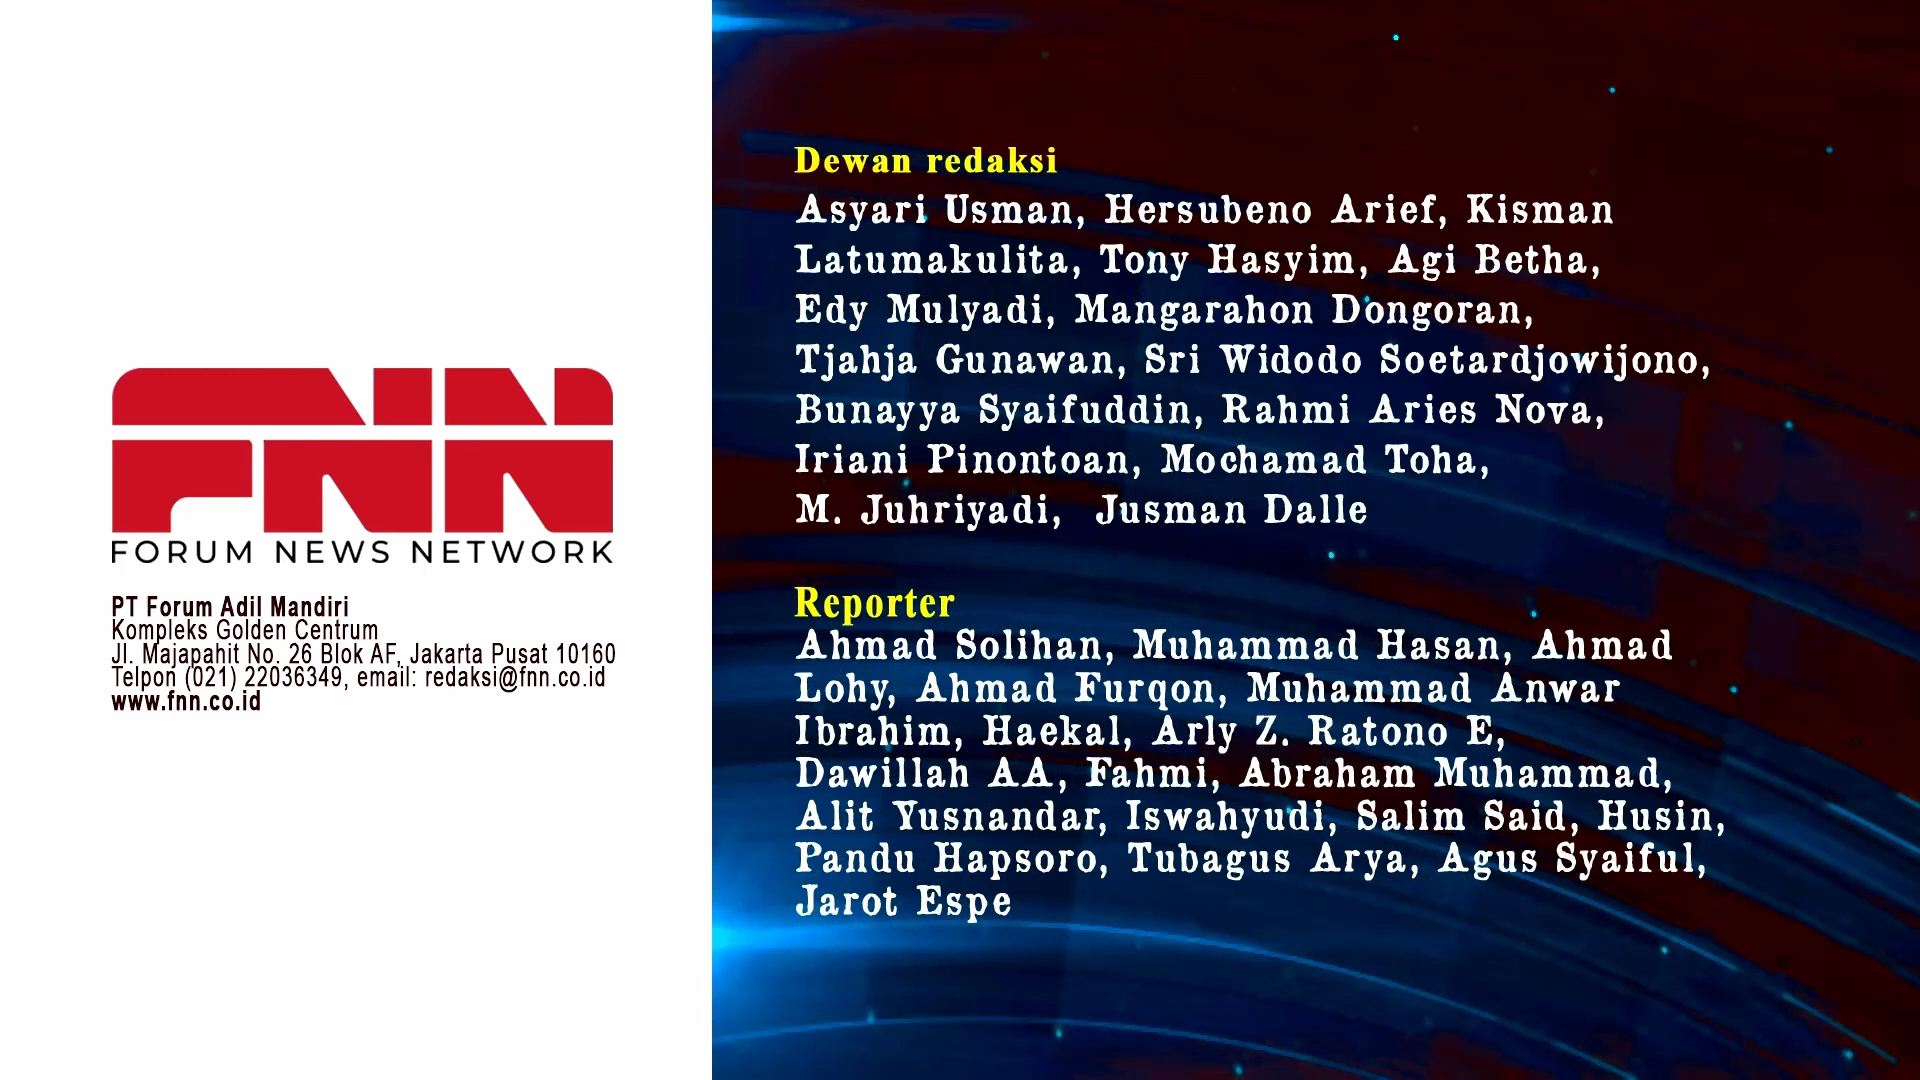 FNN
FORUM NEWS NETWORK
PT Forum Adil Mandiri
Kompleks Golden Centrum
Jl. Majapahit No. 26 Blok AF, Jakarta Pusat 10160
Telpon (021) 22036349, email: redaksi@fnn.co.id
www.fnn.co.id
Dewan redaksi
Asyari Usman, Hersubeno Arief, Kisman
Latumakulita, Tony Hasyim, Agi Betha,
Edy Mulyadi, Mangarahon Dongoran,
Tjahja Gunawan, Sri Widodo Soetardjowijono,
Bunayya Syaifuddin, Rahmi Aries Nova,
Iriani Pinontoan, Mochamad Toha,
M. Juhriyadi,  Jusman Dalle
Reporter
Ahmad Solihan, Muhammad Hasan, Ahmad
Lohy, Ahmad Furqon, Muhammad Anwar
Ibrahim, Haekal, Arly Z. Ratono E,
Dawillah AA, Fahmi, Abraham Muhammad,
Alit Yusnandar, Iswahyudi, Salim Said, Husin,
Pandu Hapsoro, Tubagus Arya, Agus Syaiful,
Jarot Espe